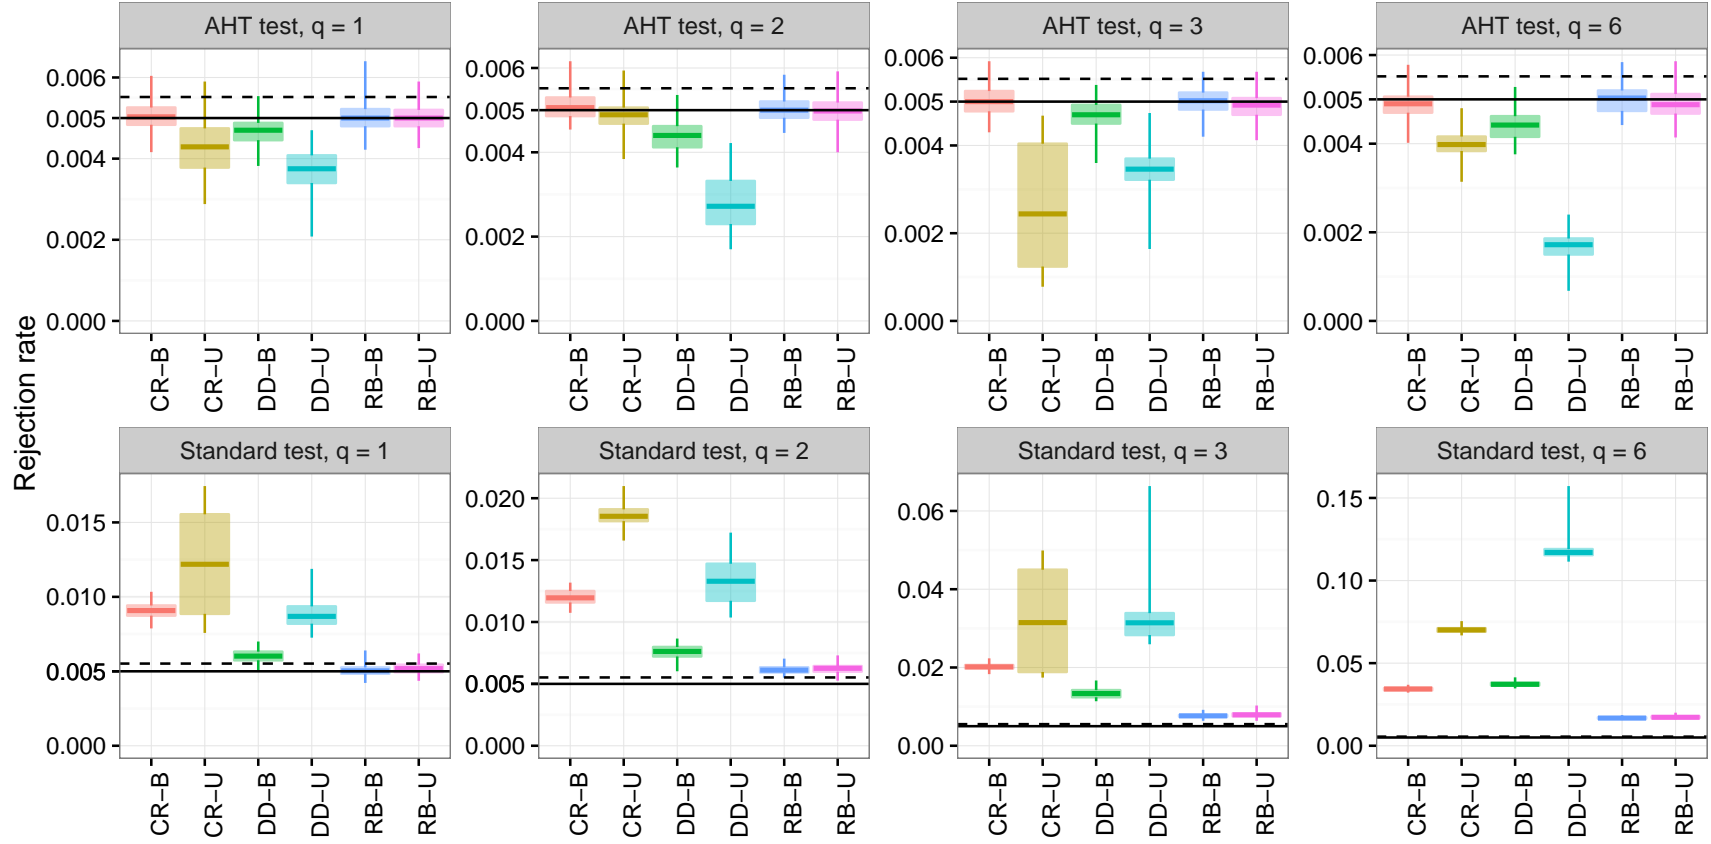 Rejection rate
AHT test, q = 1
0.006
0.005
0.004
0.002
0.000
CR−B
CR−U
DD−B
DD−U
RB−B
RB−U
AHT test, q = 2
0.006
0.005
0.004
0.002
0.000
CR−B
CR−U
DD−B
DD−U
RB−B
RB−U
AHT test, q = 3
0.006
0.005
0.004
0.002
0.000
CR−B
CR−U
DD−B
DD−U
RB−B
RB−U
AHT test, q = 6
0.006
0.005
0.004
0.002
0.000
CR−B
CR−U
DD−B
DD−U
RB−B
RB−U
Standard test, q = 1
0.015
0.010
0.005
0.000
CR−B
CR−U
DD−B
DD−U
RB−B
RB−U
Standard test, q = 2
0.020
0.015
0.010
0.005
0.000
CR−B
CR−U
DD−B
DD−U
RB−B
RB−U
Standard test, q = 3
0.06
0.04
0.02
0.00
CR−B
CR−U
DD−B
DD−U
RB−B
RB−U
Standard test, q = 6
0.15
0.10
0.05
0.00
CR−B
CR−U
DD−B
DD−U
RB−B
RB−U